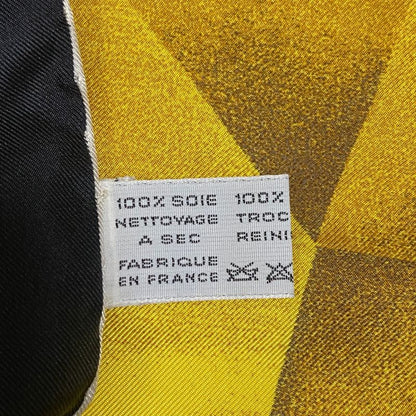 100% SOIE 100%
NETTOYAGE TROC
A SEC REINI
FABRIQUE
EN FRANCE